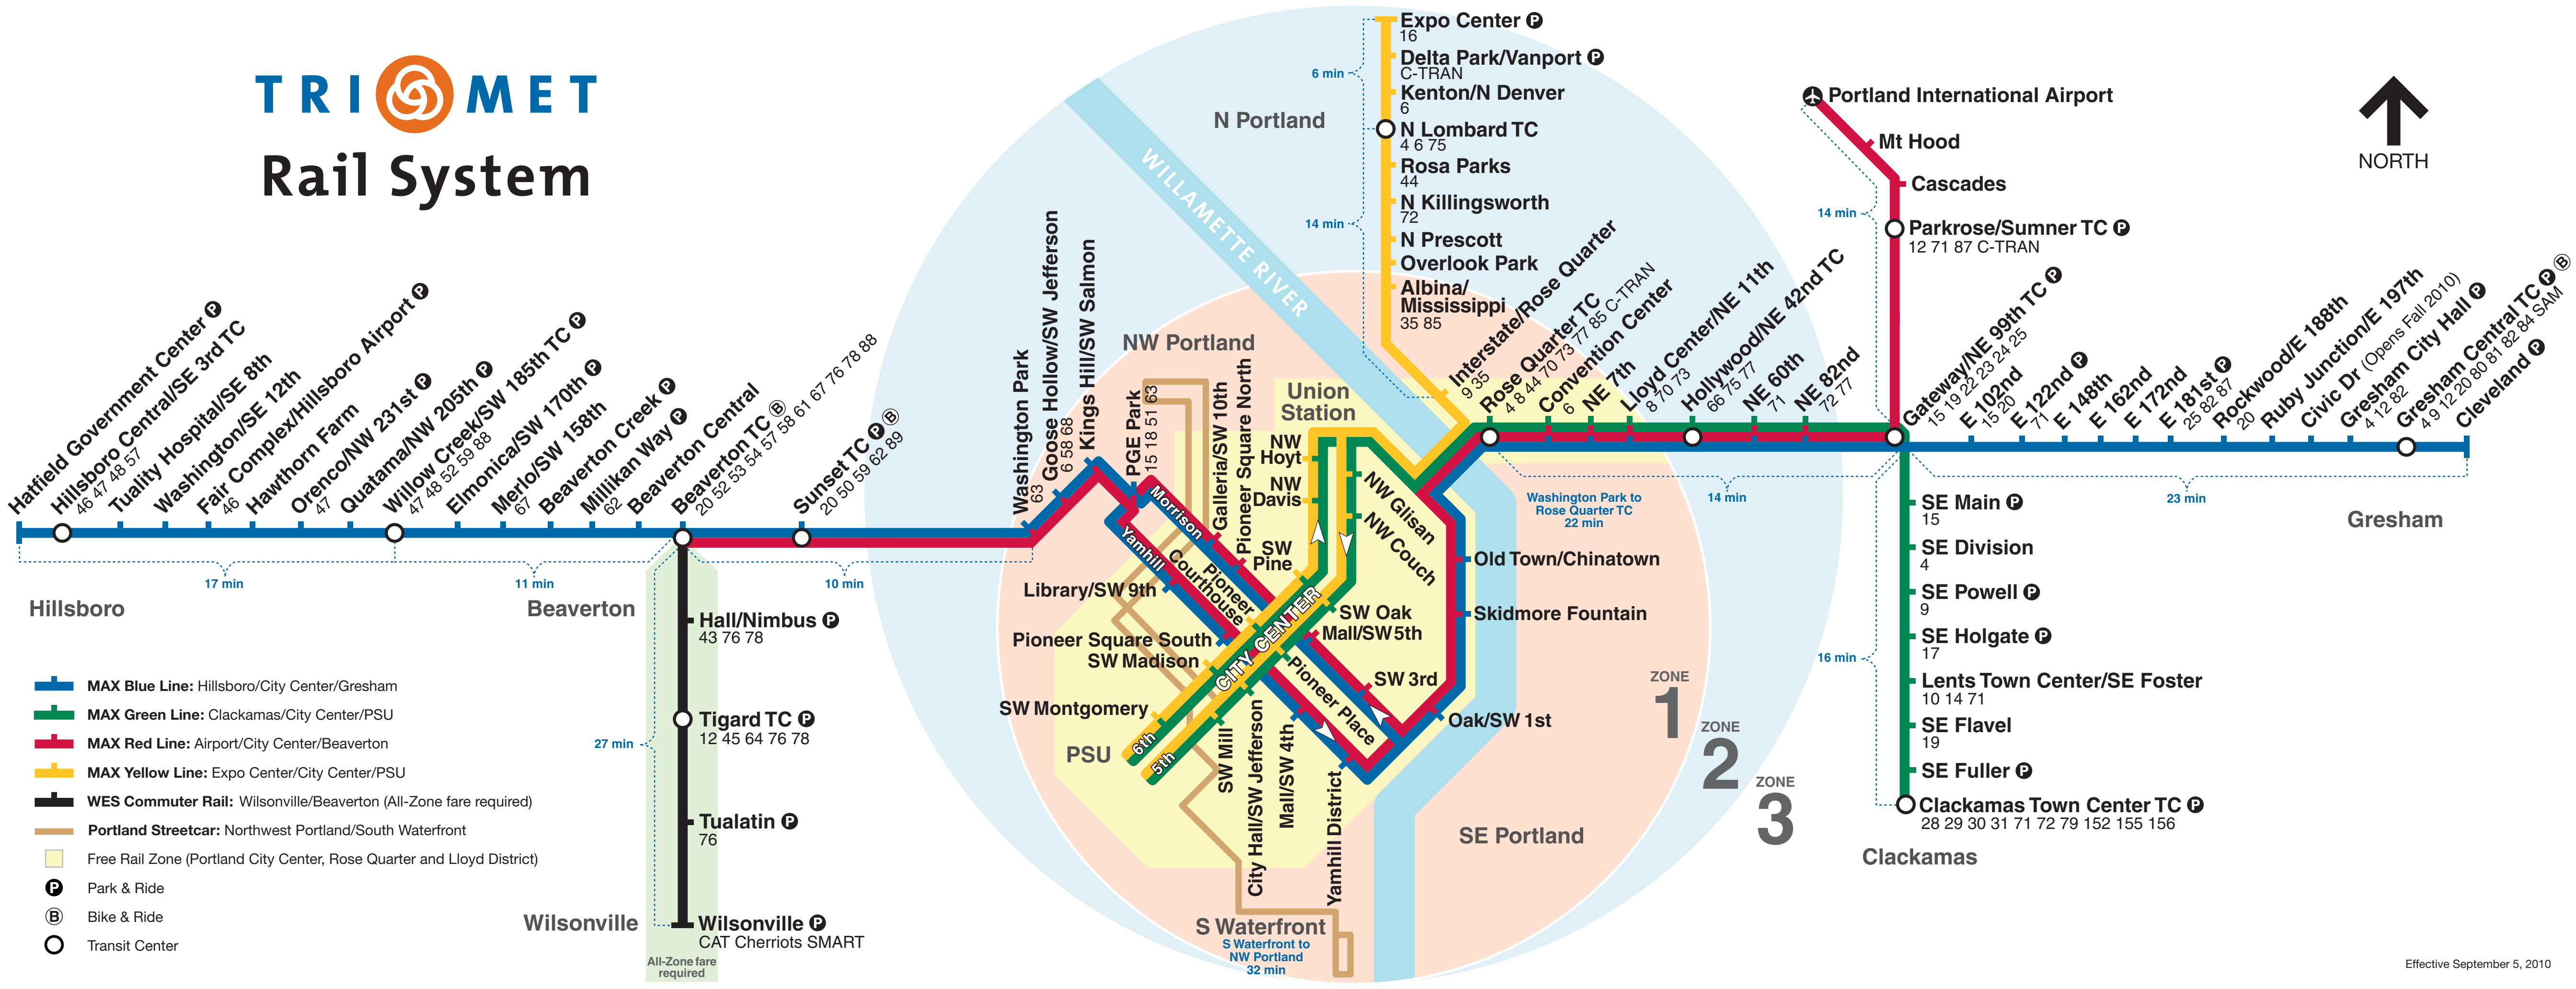 TRI MET
Rail System
NORTH
Expo Center P
16
Delta Park/Vanport P
C-TRAN
Kenton/N Denver
6
N Lombard TC
4 6 75
Rosa Parks
44
N Killingsworth
72
N Prescott
Overlook Park
Albina/
Mississippi
35 85
6 min
14 min
N Portland
WILLAMETTE RIVER
Portland International Airport
Mt Hood
Cascades
Parkrose/Sumner TC P
12 71 87 C-TRAN
14 min
Hatfield Government Center P
Hillsboro Central/SE 3rd TC
46 47 48 57
Tuality Hospital/SE 8th
Washington/SE 12th
Fair Complex/Hillsboro Airport P
46
Hawthorn Farm
Orenco/NW 231st P
47
Quatama/NW 205th P
Willow Creek/SW 185th TC P
47 48 52 59 88
Elmonica/SW 170th P
Merlo/SW 158th
67
Beaverton Creek P
Millikan Way P
62
Beaverton Central
Beaverton TC B
20 52 53 54 57 58 61 67 76 78 88
Sunset TC P B
20 50 59 62 89
Washington Park
63
Goose Hollow/SW Jefferson
6 58 68
Kings Hill/SW Salmon
PGE Park
15 18 51 63
Galleria/SW 10th
Pioneer Square North
NW Portland
Union
Station
NW
Hoyt
NW
Davis
SW
Pine
NW Glisan
NW Couch
Morrison
Yamhill
Pioneer
Courthouse
CITY CENTER
Library/SW 9th
Pioneer Square South
SW Madison
SW Montgomery
PSU
6th
5th
SW Mill
City Hall/SW Jefferson
Mall/SW 4th
Yamhill District
Pioneer Place
SW Oak
Mall/SW 5th
SW 3rd
Oak/SW 1st
Skidmore Fountain
Old Town/Chinatown
Interstate/Rose Quarter
9 35
Rose Quarter TC
4 8 44 70 73 77 85 C-TRAN
Convention Center
6
NE 7th
Lloyd Center/NE 11th
8 70 73
Hollywood/NE 42nd TC
66 75 77
NE 60th
71
NE 82nd
72 77
Gateway/NE 99th TC P
15 19 22 23 24 25
E 102nd
15 20
E 122nd P
71
E 148th
E 162nd
E 172nd
E 181st P
25 82 87
Rockwood/E 188th
20
Ruby Junction/E 197th
Civic Dr (Opens Fall 2010)
Gresham City Hall P
4 12 82
Gresham Central TC P B
4 9 12 20 80 81 82 84 SAM
Cleveland P
17 min
11 min
10 min
Washington Park to
Rose Quarter TC
22 min
14 min
23 min
Hillsboro
Beaverton
Gresham
Hall/Nimbus P
43 76 78
Tigard TC P
12 45 64 76 78
27 min
Tualatin P
76
Wilsonville
Wilsonville P
CAT Cherriots SMART
All-Zone fare
required
SE Main P
15
SE Division
4
SE Powell P
9
SE Holgate P
17
16 min
Lents Town Center/SE Foster
10 14 71
SE Flavel
19
SE Fuller P
Clackamas Town Center TC P
28 29 30 31 71 72 79 152 155 156
Clackamas
ZONE
1
ZONE
2
ZONE
3
SE Portland
S Waterfront
S Waterfront to
NW Portland
32 min
MAX Blue Line: Hillsboro/City Center/Gresham
MAX Green Line: Clackamas/City Center/PSU
MAX Red Line: Airport/City Center/Beaverton
MAX Yellow Line: Expo Center/City Center/PSU
WES Commuter Rail: Wilsonville/Beaverton (All-Zone fare required)
Portland Streetcar: Northwest Portland/South Waterfront
Free Rail Zone (Portland City Center, Rose Quarter and Lloyd District)
P Park & Ride
B Bike & Ride
Transit Center
Effective September 5, 2010